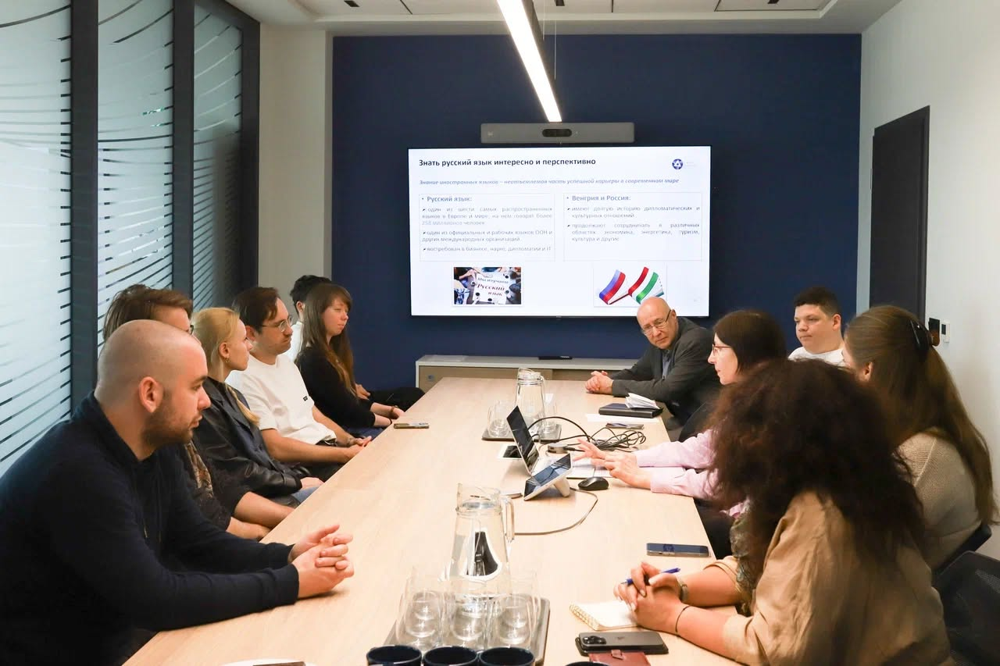 Знать русский язык интересно и перспективно
Знание иностранных языков – неотъемлемая часть успешной карьеры в современном мире
• Русский язык:
➢один из шести самых распространенных
языков в Европе и мире, на нем говорят более
258 миллионов человек
➢один из официальных и рабочих языков ООН и
других международных организаций
➢востребован в бизнесе, науке, дипломатии и IT
• Венгрия и Россия:
➢имеют долгую историю дипломатических и
культурных отношений
➢продолжают сотрудничать в различных
областях: экономика, энергетика, туризм,
культура и другие
Мы изучаем
Русский
язык